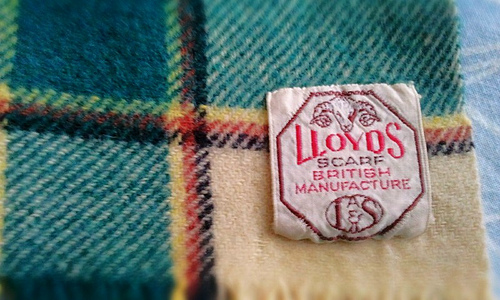 LLOYDS
SCARF
BRITISH
MANUFACTURE